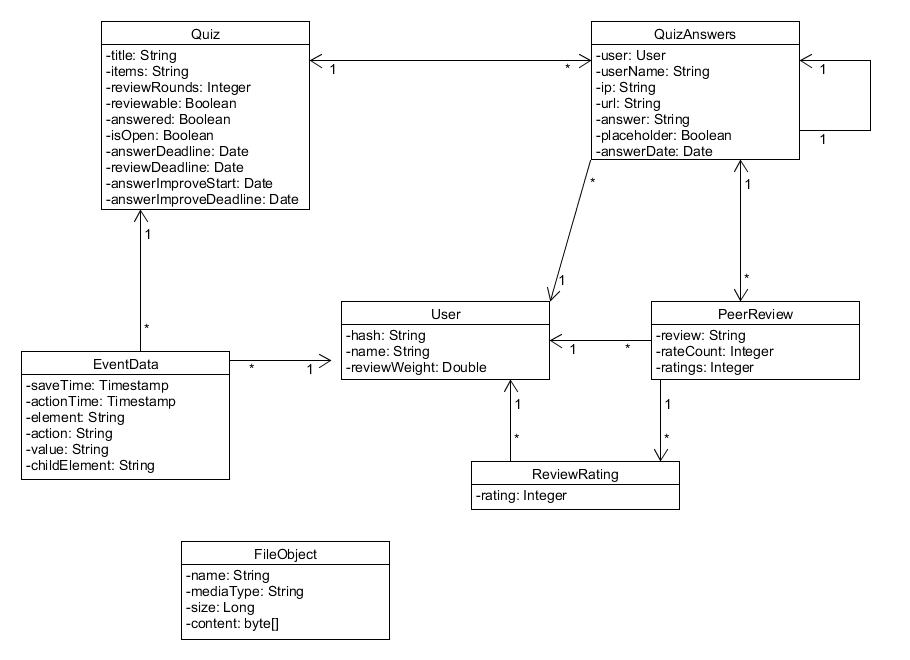 Quiz
-title: String
-items: String
-reviewRounds: Integer
-reviewable: Boolean
-answered: Boolean
-isOpen: Boolean
-answerDeadline: Date
-reviewDeadline: Date
-answerImproveStart: Date
-answerImproveDeadline: Date
1
*
QuizAnswers
-user: User
-userName: String
-ip: String
-url: String
-answer: String
-placeholder: Boolean
-answerDate: Date
1
1
*
1
1
*
1
*
User
-hash: String
-name: String
-reviewWeight: Double
1
*
PeerReview
-review: String
-rateCount: Integer
-ratings: Integer
EventData
-saveTime: Timestamp
-actionTime: Timestamp
-element: String
-action: String
-value: String
-childElement: String
*
1
1
*
1
*
ReviewRating
-rating: Integer
FileObject
-name: String
-mediaType: String
-size: Long
-content: byte[]